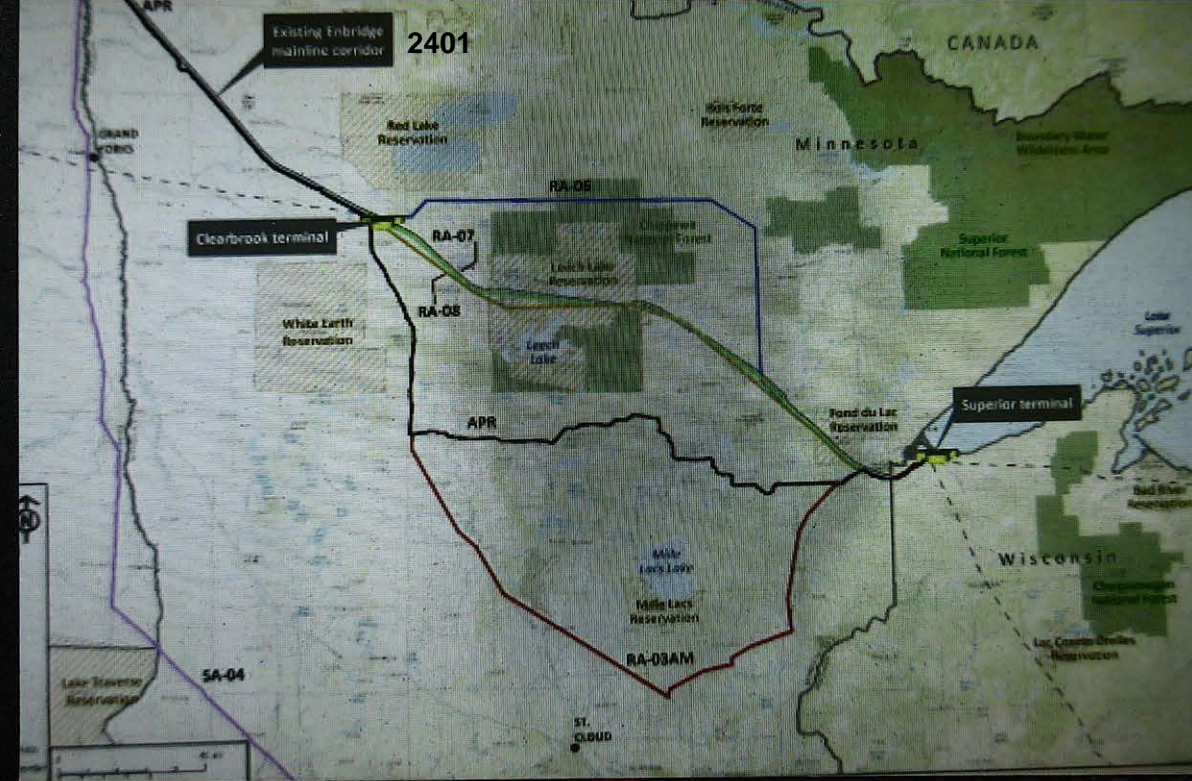 APR
Existing Enbridge
mainline corridor
2401
CANADA
GRAND
FORKS
Red Lake
Reservation
Bois Forte
Reservation
Minnesota
Boundary Water
Wilderness Area
RA-06
Clearbrook terminal
RA-07
Chippewa
National Forest
Superior
National Forest
Leech Lake
Reservation
RA-08
White Earth
Reservation
Leech
Lake
Lake
Superior
APR
Fond du Lac
Reservation
Superior terminal
Bad River
Reservation
N
Mille
Lacs Lake
Wisconsin
Mille Lacs
Reservation
Chequamegon
National Forest
Lac Courte Oreilles
Reservation
RA-03AM
Lake Traverse
Reservation
SA-04
ST.
CLOUD